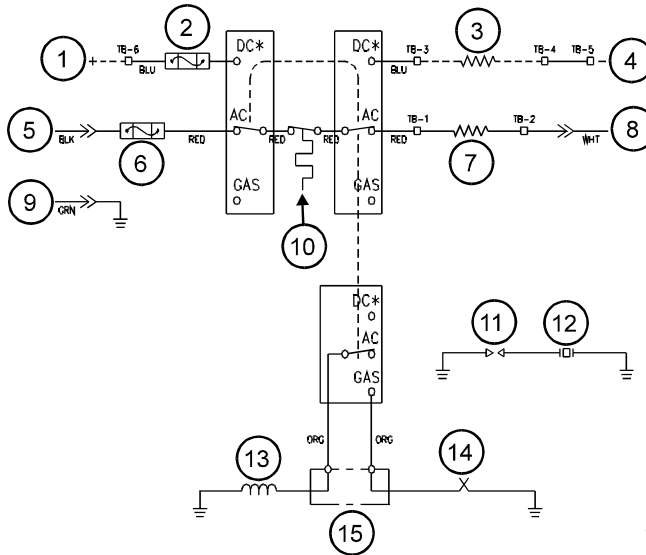 1 + TB-6 2 DC* DC* TB-3 3 TB-4 TB-5 - 4
BLU BLU
5 AC AC TB-1 TB-2 8
BLK 6 RED RED RED RED 7 WHT
9 GAS GAS
GRN 10
DC*
11 12
AC
GAS
ORG ORG
13 14
15